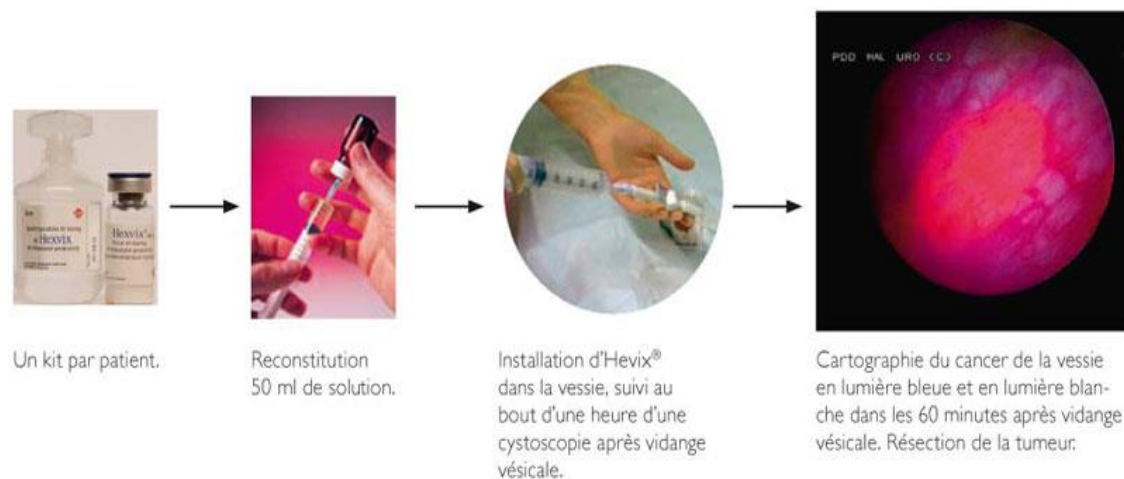 PDD HAL URO (C)
Hexvix
Hexvix
Un kit par patient.
Reconstitution
50 ml de solution.
Installation d'Hevix®
dans la vessie, suivi au
bout d'une heure d'une
cystoscopie après vidange
vésicale.
Cartographie du cancer de la vessie
en lumière bleue et en lumière blan-
che dans les 60 minutes après vidange
vésicale. Résection de la tumeur.